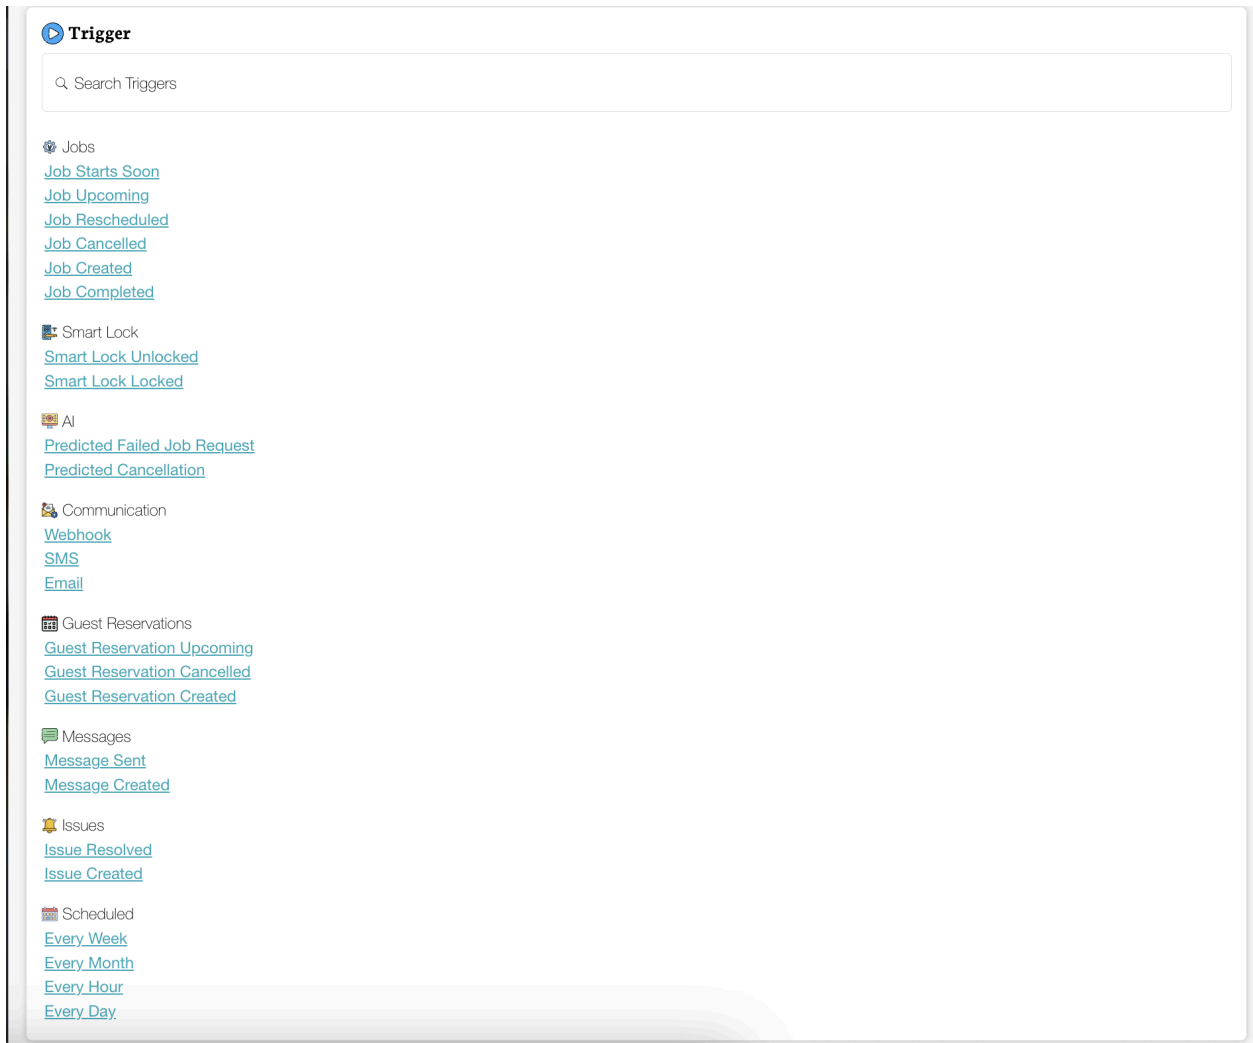 Trigger
Search Triggers
Jobs
Job Starts Soon
Job Upcoming
Job Rescheduled
Job Cancelled
Job Created
Job Completed
Smart Lock
Smart Lock Unlocked
Smart Lock Locked
AI
Predicted Failed Job Request
Predicted Cancellation
Communication
Webhook
SMS
Email
Guest Reservations
Guest Reservation Upcoming
Guest Reservation Cancelled
Guest Reservation Created
Messages
Message Sent
Message Created
Issues
Issue Resolved
Issue Created
Scheduled
Every Week
Every Month
Every Hour
Every Day